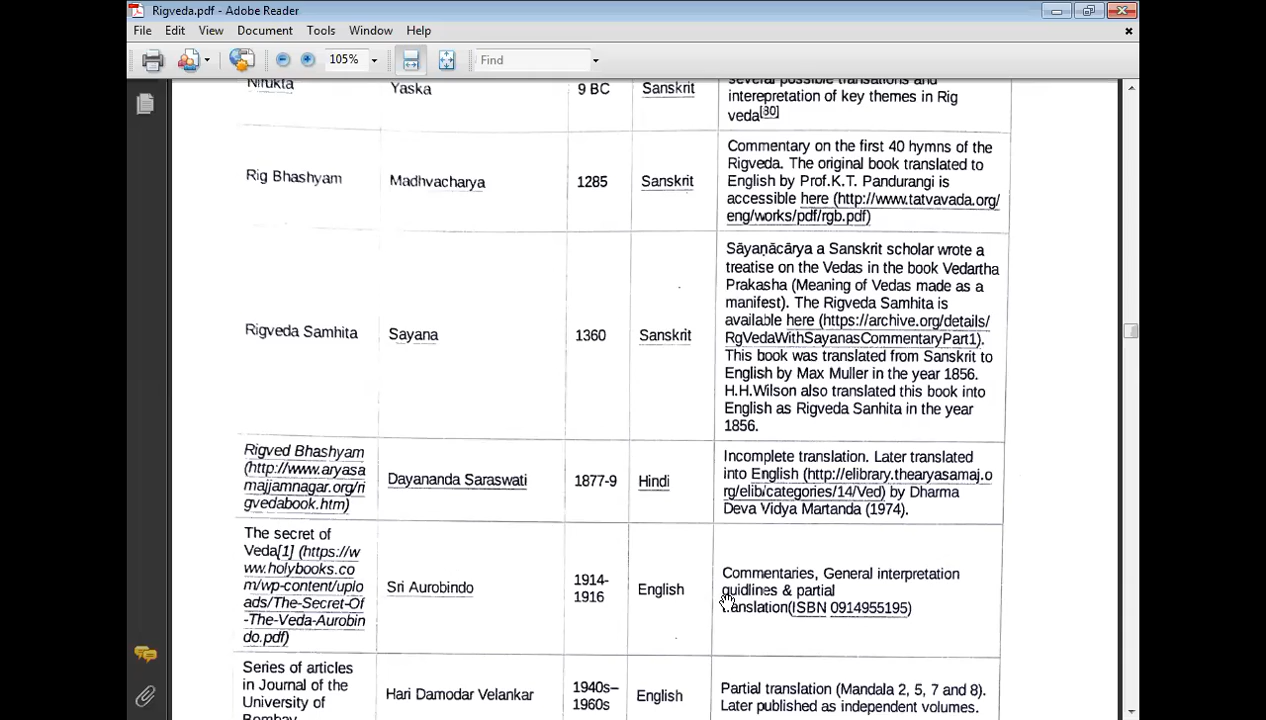 Rigveda.pdf - Adobe Reader
File Edit View Document Tools Window Help
105% Find
Nirukta
Yaska
9 BC
Sanskrit
several possible translations and
interepretation of key themes in Rig
veda[30]
Rig Bhashyam
Madhvacharya
1285
Sanskrit
Commentary on the first 40 hymns of the
Rigveda. The original book translated to
English by Prof.K.T. Pandurangi is
accessible here (http://www.tatvavada.org/
eng/works/pdf/rgb.pdf)
Rigveda Samhita
Sayana
1360
Sanskrit
Sāyaṇācārya a Sanskrit scholar wrote a
treatise on the Vedas in the book Vedartha
Prakasha (Meaning of Vedas made as a
manifest). The Rigveda Samhita is
available here (https://archive.org/details/
RgVedaWithSayanasCommentaryPart1).
This book was translated from Sanskrit to
English by Max Muller in the year 1856.
H.H.Wilson also translated this book into
English as Rigveda Sanhita in the year
1856.
Rigved Bhashyam
(http://www.aryasa
majjamnagar.org/ri
gvedabook.htm)
Dayananda Saraswati
1877-9
Hindi
Incomplete translation. Later translated
into English (http://elibrary.thearyasamaj.o
rg/elib/categories/14/Ved) by Dharma
Deva Vidya Martanda (1974).
The secret of
Veda[1] (https://w
ww.holybooks.co
m/wp-content/uplo
ads/The-Secret-Of
-The-Veda-Aurobin
do.pdf)
Sri Aurobindo
1914-
1916
English
Commentaries, General interpretation
quidlines & partial
translation(ISBN 0914955195)
Series of articles
in Journal of the
University of
Bombay
Hari Damodar Velankar
1940s–
1960s
English
Partial translation (Mandala 2, 5, 7 and 8).
Later published as independent volumes.